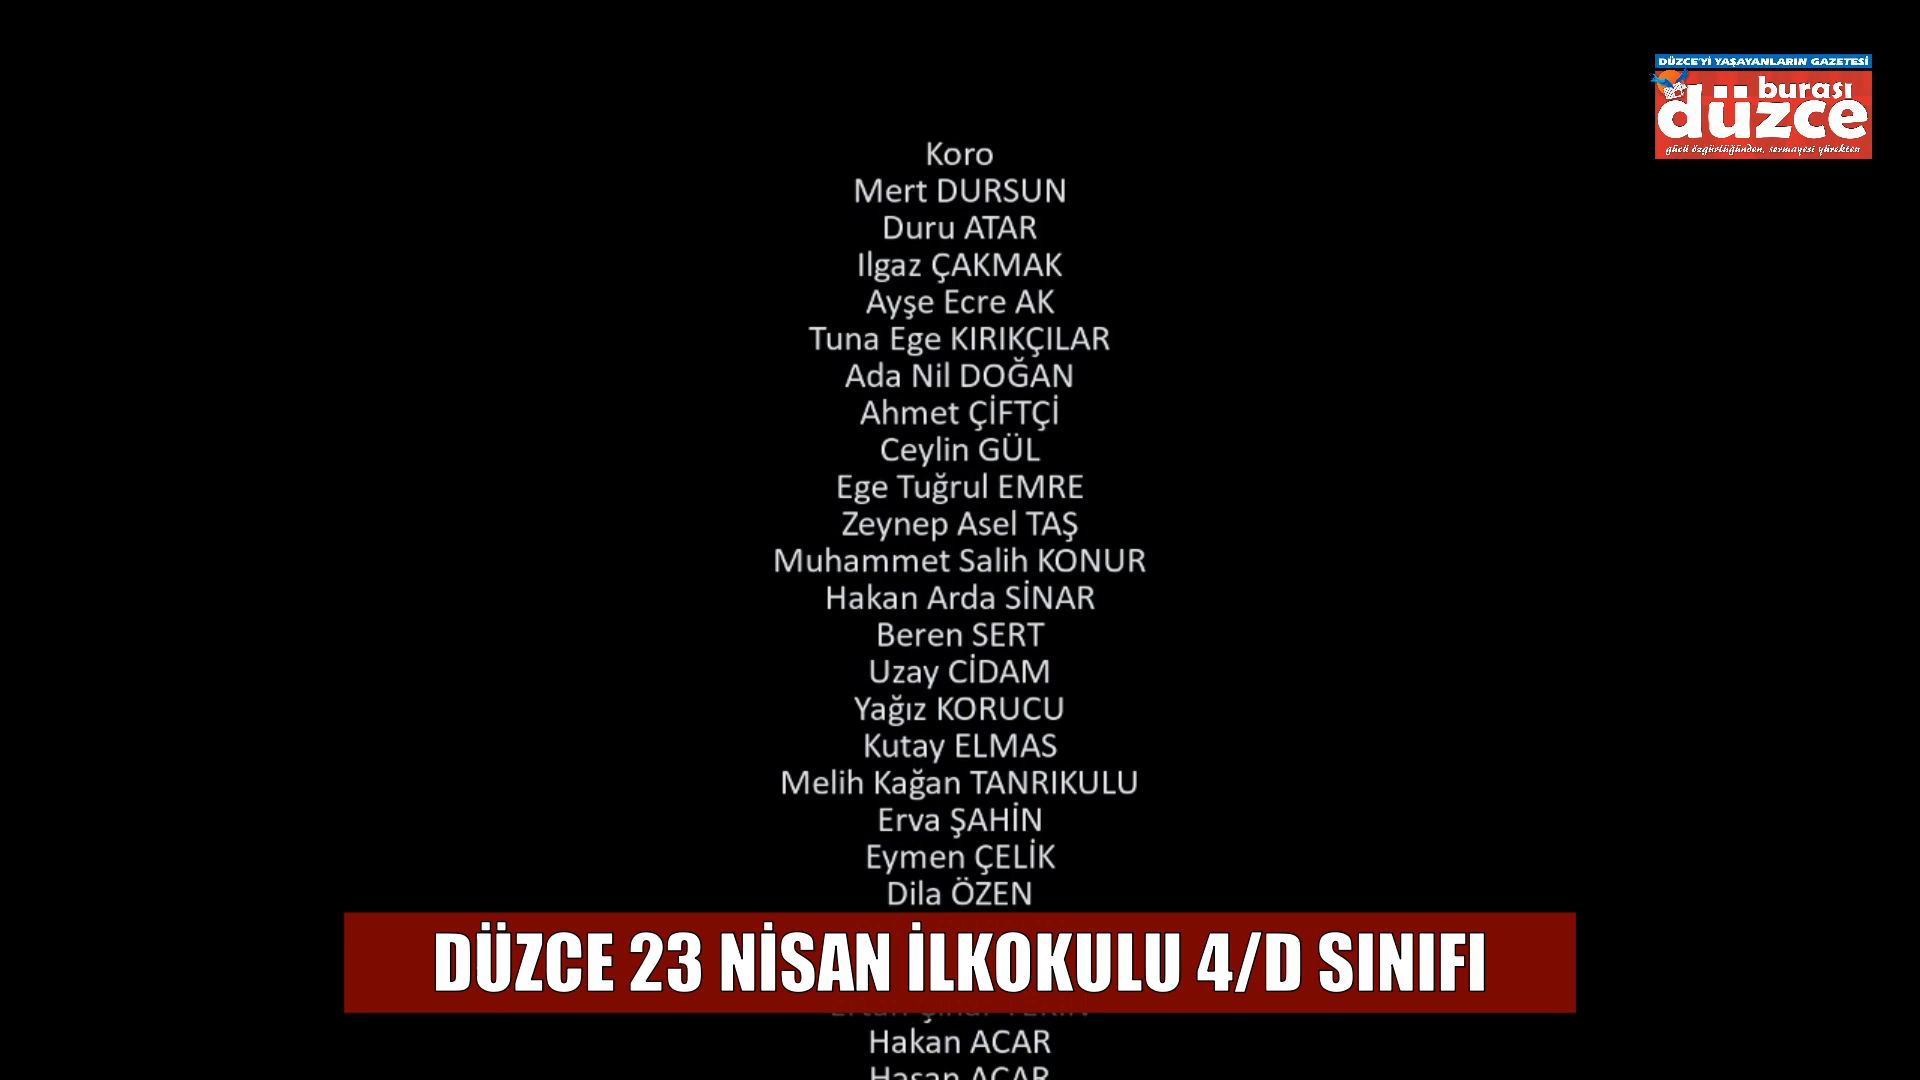 DÜZCE'Yİ YAŞAYANLARIN GAZETESİ
burası
düzce
gücü özgürlüğünden, sermayesi yürekten
Koro
Mert DURSUN
Duru ATAR
Ilgaz ÇAKMAK
Ayşe Ecre AK
Tuna Ege KIRIKÇILAR
Ada Nil DOĞAN
Ahmet ÇİFTÇİ
Ceylin GÜL
Ege Tuğrul EMRE
Zeynep Asel TAŞ
Muhammet Salih KONUR
Hakan Arda SİNAR
Beren SERT
Uzay CİDAM
Yağız KORUCU
Kutay ELMAS
Melih Kağan TANRIKULU
Erva ŞAHİN
Eymen ÇELİK
Dila ÖZEN
DÜZCE 23 NİSAN İLKOKULU 4/D SINIFI
Hakan ACAR
Hasan ACAR